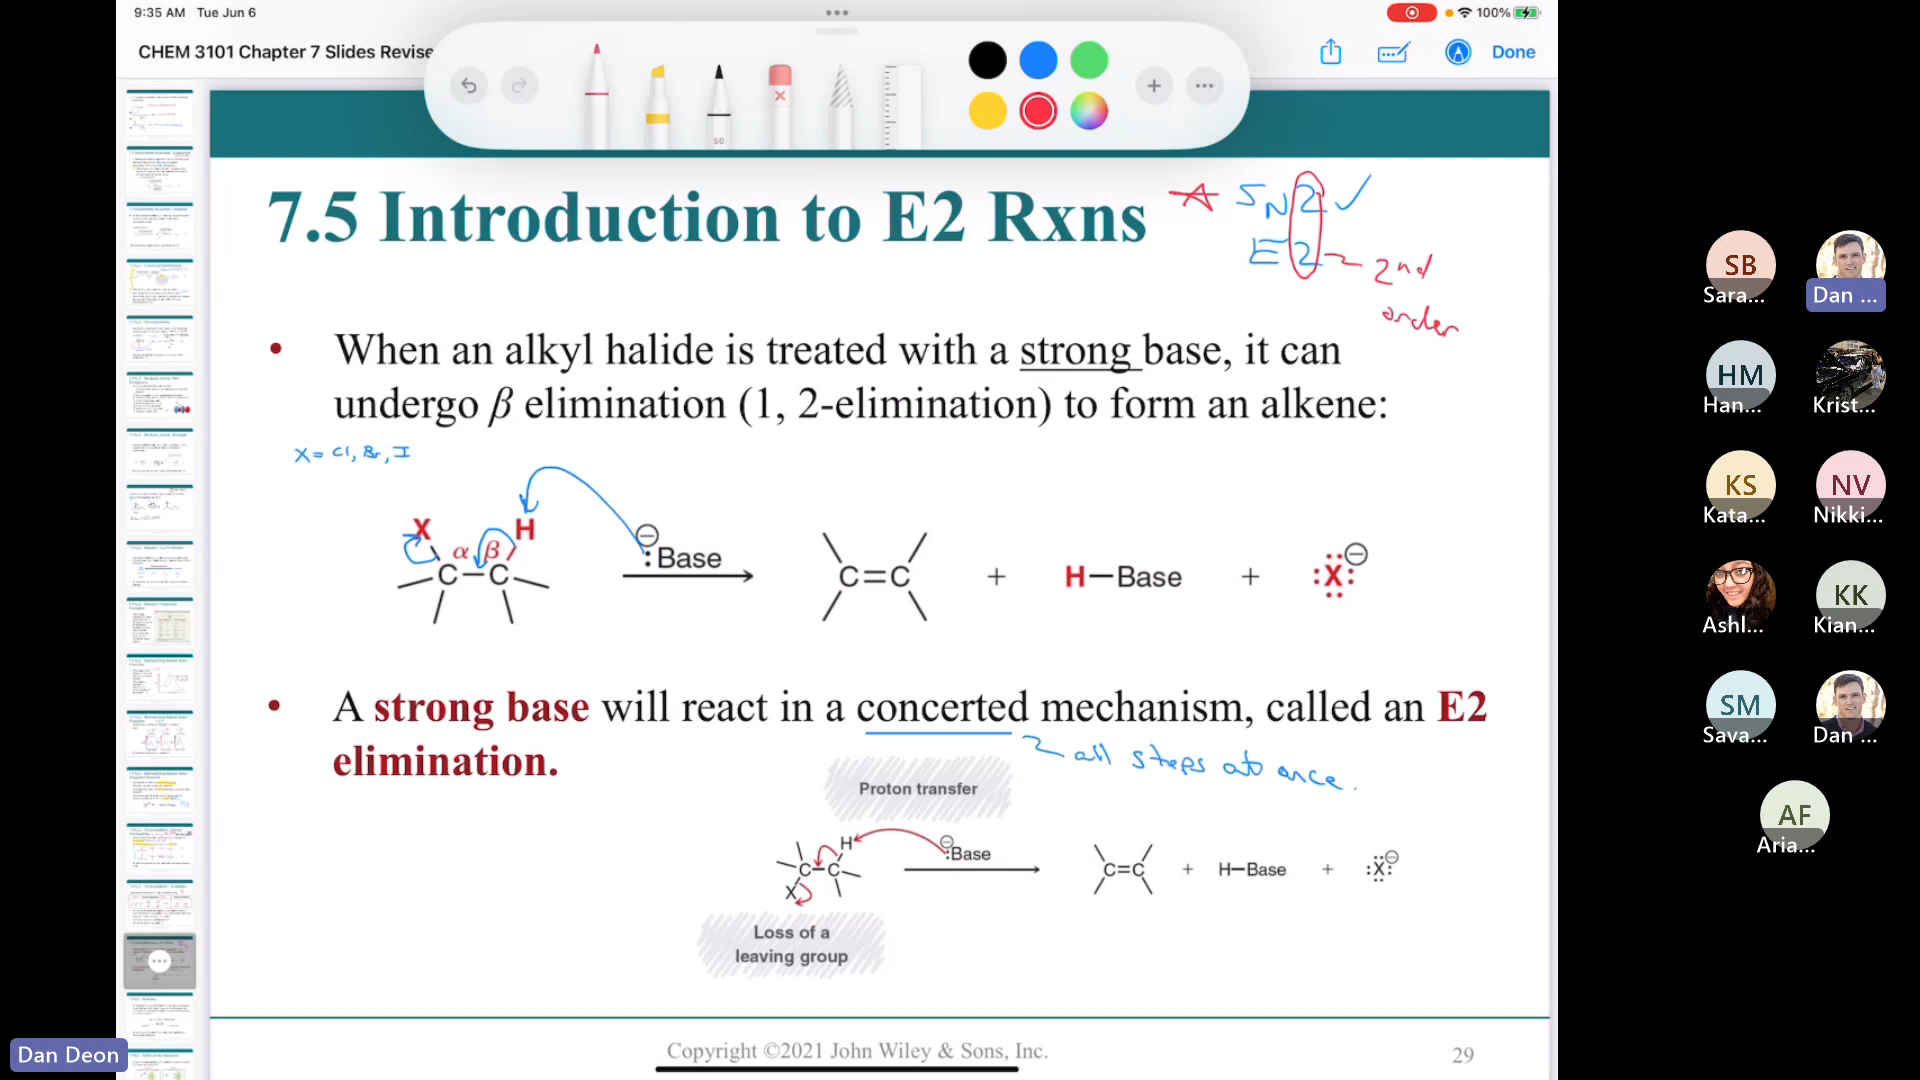 9:35 AM Tue Jun 6
100%
CHEM 3101 Chapter 7 Slides Revise
Done
50
7.5 Introduction to E2 Rxns
SN2 ✓
E2
2nd
order
• When an alkyl halide is treated with a strong base, it can
undergo β elimination (1, 2-elimination) to form an alkene:
X = Cl, Br, I
X α β H
C–C
⊖
:Base
C=C + H–Base + :X: ⊖
• A strong base will react in a concerted mechanism, called an E2
elimination.
all steps at once.
Proton transfer
H
C–C
X
⊖
:Base
C=C + H–Base + :X: ⊖
Loss of a
leaving group
Copyright ©2021 John Wiley & Sons, Inc.
29
Dan Deon
SB
Sara...
Dan ...
HM
Han...
Krist...
KS
Kata...
NV
Nikki...
Ashl...
KK
Kian...
SM
Sava...
Dan ...
AF
Aria...